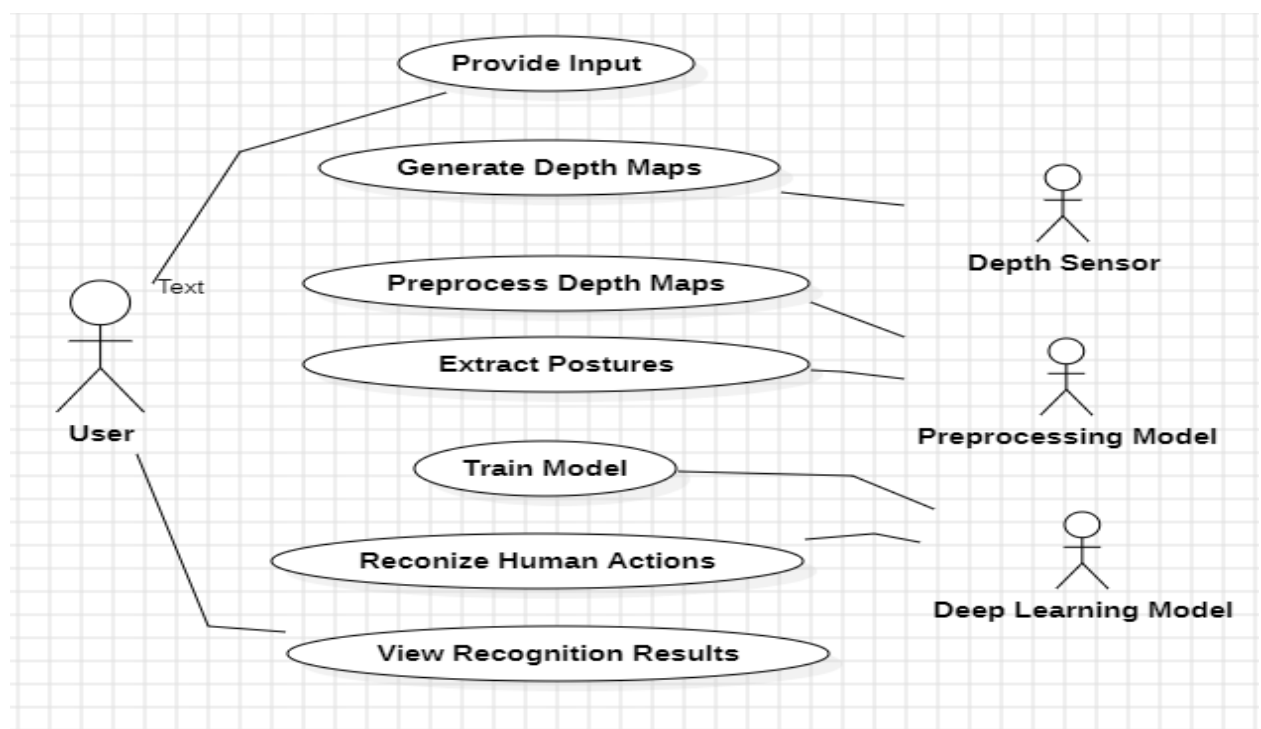 Provide Input
Generate Depth Maps
Depth Sensor
Text
Preprocess Depth Maps
Extract Postures
User
Preprocessing Model
Train Model
Reconize Human Actions
Deep Learning Model
View Recognition Results